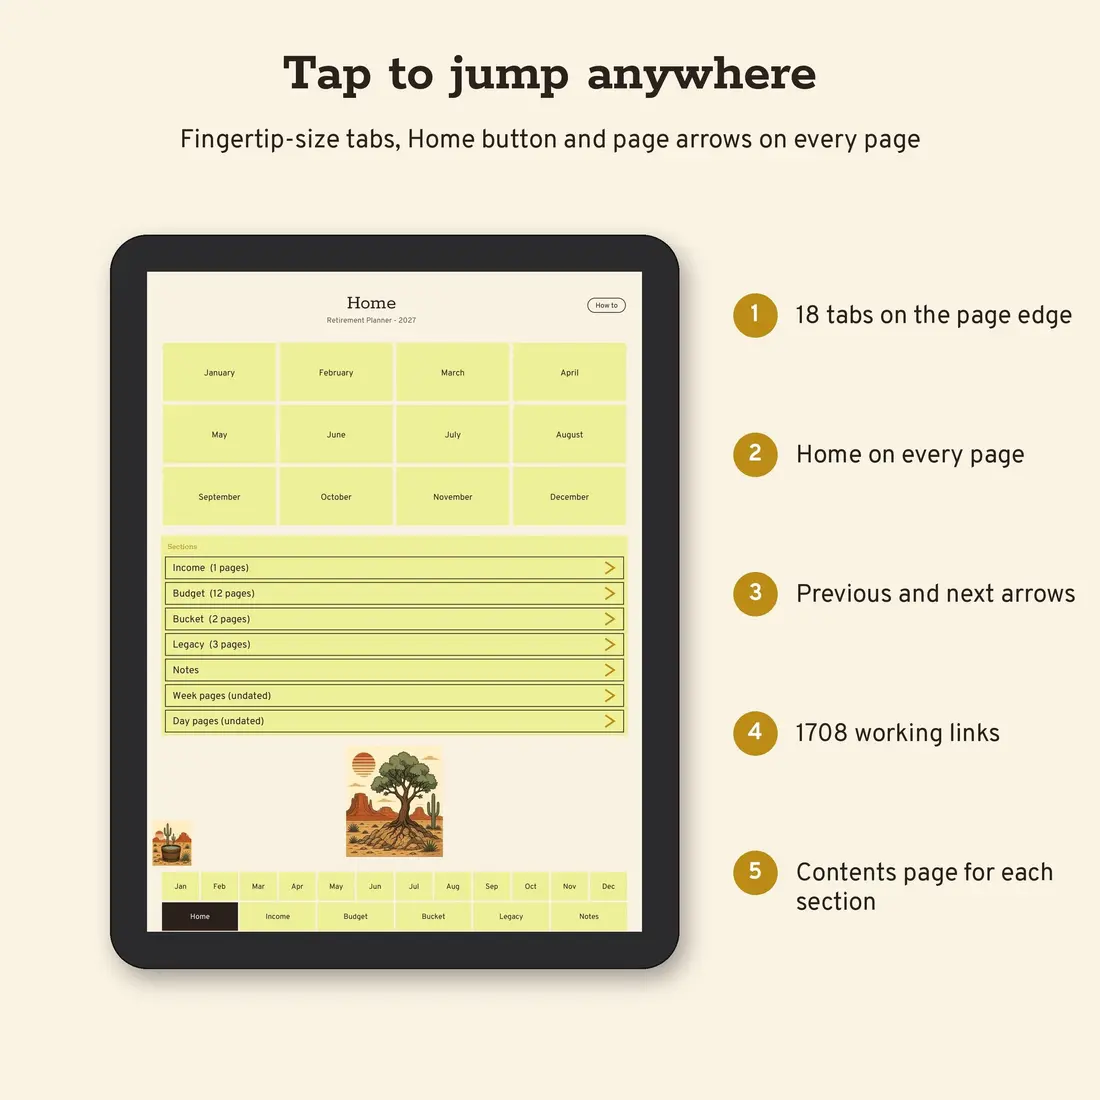 Tap to jump anywhere
Fingertip-size tabs, Home button and page arrows on every page
Home
How to
Retirement Planner - 2027
January
February
March
April
May
June
July
August
September
October
November
December
Sections
Income (1 pages)
Budget (12 pages)
Bucket (2 pages)
Legacy (3 pages)
Notes
Week pages (undated)
Day pages (undated)
Jan
Feb
Mar
Apr
May
Jun
Jul
Aug
Sep
Oct
Nov
Dec
Home
Income
Budget
Bucket
Legacy
Notes
1 18 tabs on the page edge
2 Home on every page
3 Previous and next arrows
4 1708 working links
5 Contents page for each
section